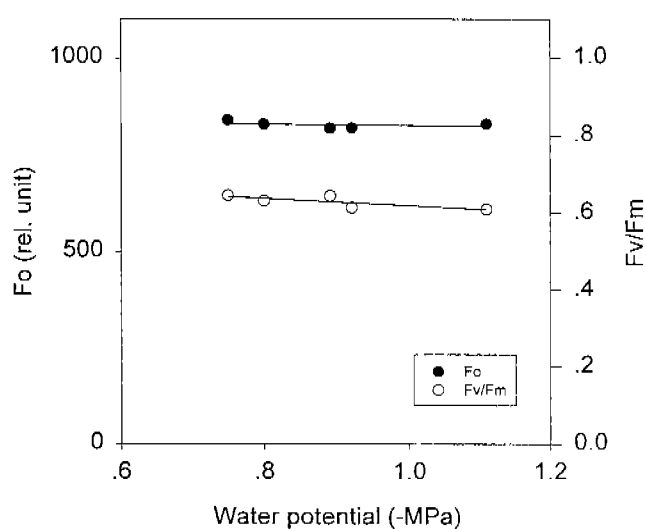 1000
500
0
Fo (rel. unit)
1.0
.8
.6
.4
.2
0.0
Fv/Fm
Fo
Fv/Fm
.6
.8
1.0
1.2
Water potential (-MPa)